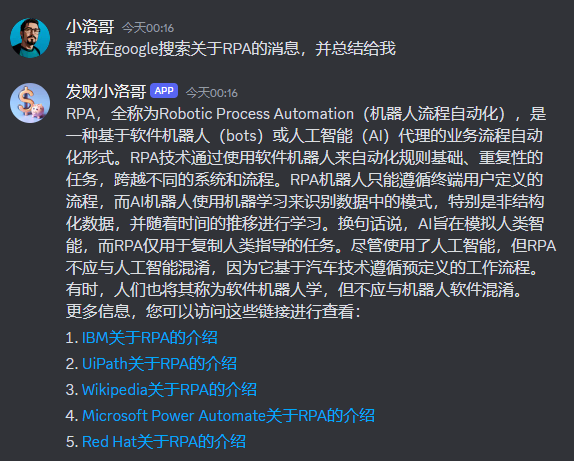 小洛哥 今天00:16
帮我在google搜索关于RPA的消息，并总结给我
发财小洛哥 APP 今天00:16
RPA，全称为Robotic Process Automation（机器人流程自动化），是
一种基于软件机器人（bots）或人工智能（AI）代理的业务流程自动
化形式。RPA技术通过使用软件机器人来自动化规则基础、重复性的
任务，跨越不同的系统和流程。RPA机器人只能遵循终端用户定义的
流程，而AI机器人使用机器学习来识别数据中的模式，特别是非结构
化数据，并随着时间的推移进行学习。换句话说，AI旨在模拟人类智
能，而RPA仅用于复制人类指导的任务。尽管使用了人工智能，但RPA
不应与人工智能混淆，因为它基于汽车技术遵循预定义的工作流程。
有时，人们也将其称为软件机器人学，但不应与机器人软件混淆。
更多信息，您可以访问这些链接进行查看：
1. IBM关于RPA的介绍
2. UiPath关于RPA的介绍
3. Wikipedia关于RPA的介绍
4. Microsoft Power Automate关于RPA的介绍
5. Red Hat关于RPA的介绍